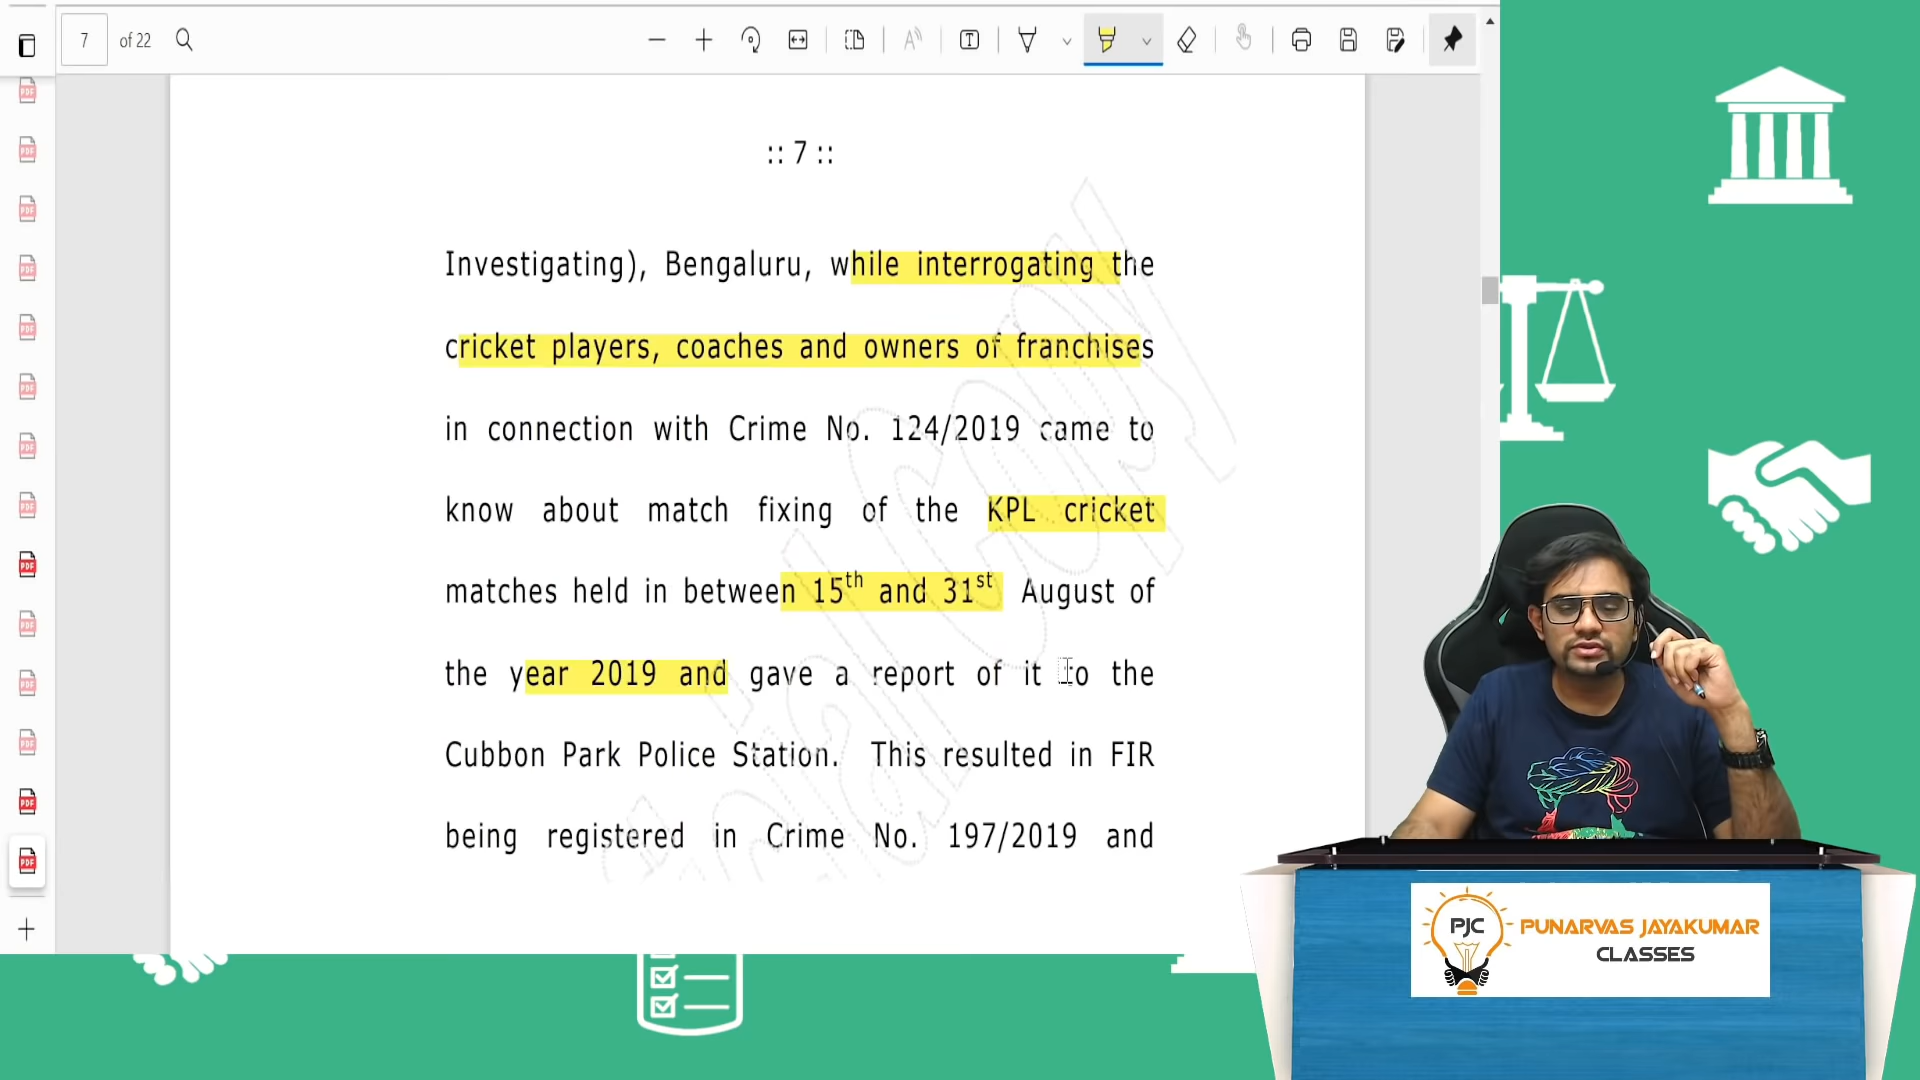 7 of 22
:: 7 ::
Investigating), Bengaluru, while interrogating the
cricket players, coaches and owners of franchises
in connection with Crime No. 124/2019 came to
know about match fixing of the KPL cricket
matches held in between 15th and 31st August of
the year 2019 and gave a report of it to the
Cubbon Park Police Station. This resulted in FIR
being registered in Crime No. 197/2019 and
PJC PUNARVAS JAYAKUMAR
CLASSES